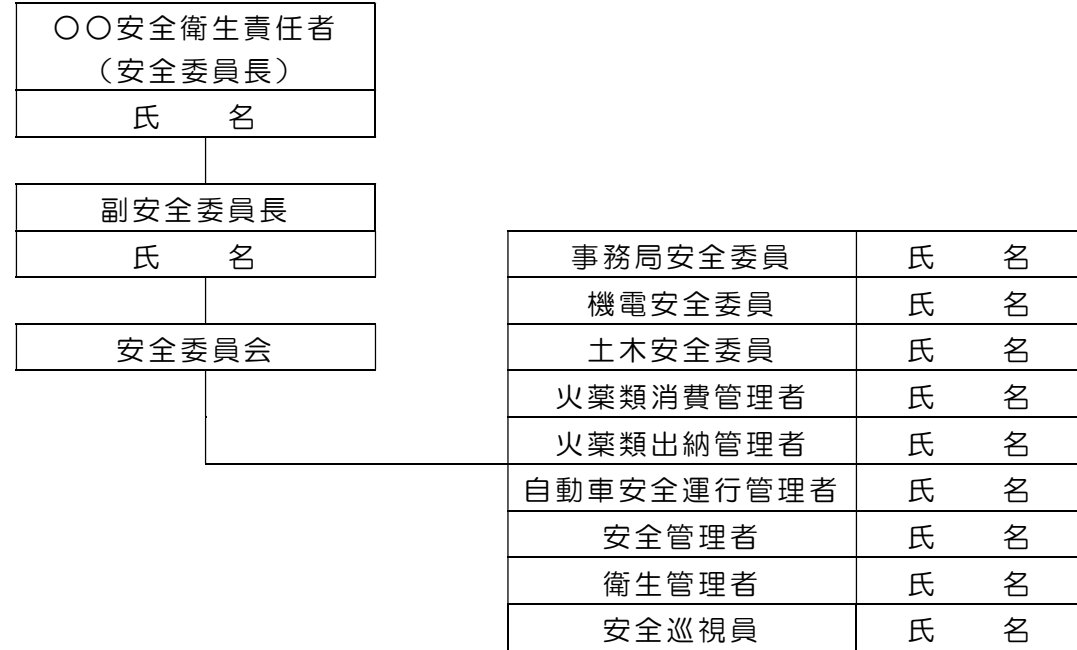 〇〇安全衛生責任者
（安全委員長）
氏　　名
副安全委員長
氏　　名
安全委員会
事務局安全委員　氏　　名
機電安全委員　氏　　名
土木安全委員　氏　　名
火薬類消費管理者　氏　　名
火薬類出納管理者　氏　　名
自動車安全運行管理者　氏　　名
安全管理者　氏　　名
衛生管理者　氏　　名
安全巡視員　氏　　名